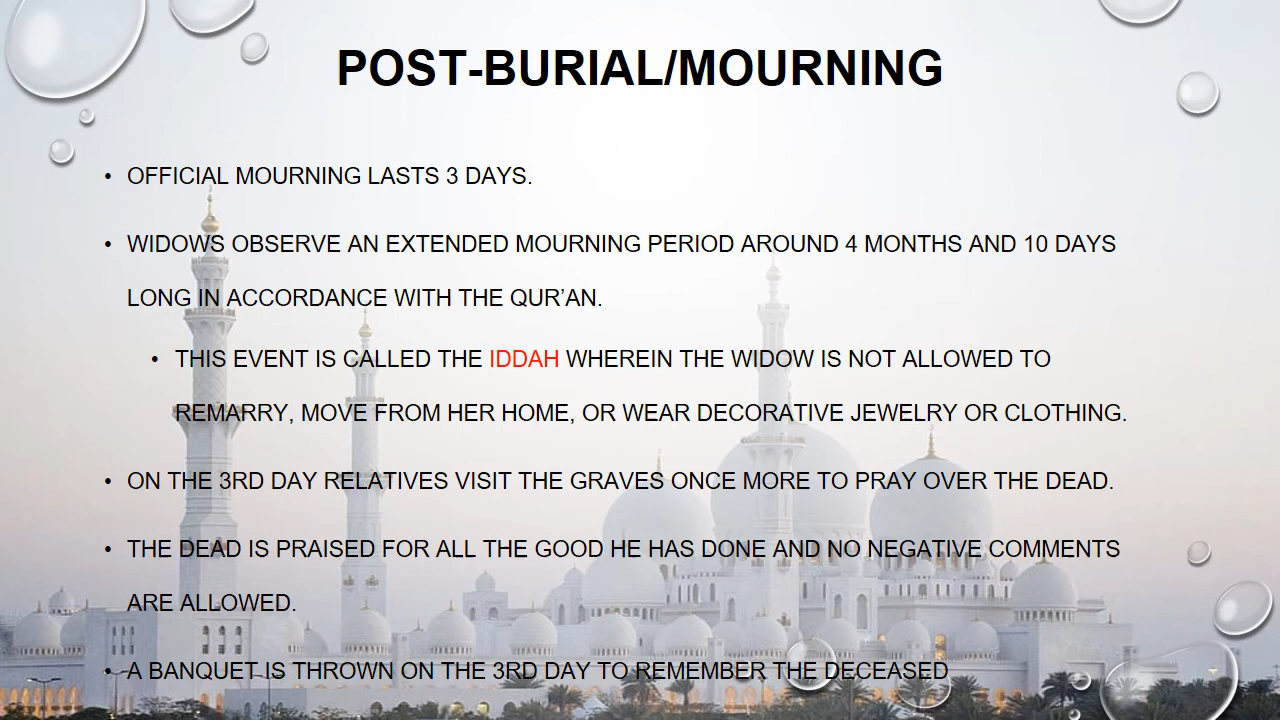 POST-BURIAL/MOURNING
• OFFICIAL MOURNING LASTS 3 DAYS.
• WIDOWS OBSERVE AN EXTENDED MOURNING PERIOD AROUND 4 MONTHS AND 10 DAYS
LONG IN ACCORDANCE WITH THE QUR’AN.
• THIS EVENT IS CALLED THE IDDAH WHEREIN THE WIDOW IS NOT ALLOWED TO
REMARRY, MOVE FROM HER HOME, OR WEAR DECORATIVE JEWELRY OR CLOTHING.
• ON THE 3RD DAY RELATIVES VISIT THE GRAVES ONCE MORE TO PRAY OVER THE DEAD.
• THE DEAD IS PRAISED FOR ALL THE GOOD HE HAS DONE AND NO NEGATIVE COMMENTS
ARE ALLOWED.
• A BANQUET IS THROWN ON THE 3RD DAY TO REMEMBER THE DECEASED